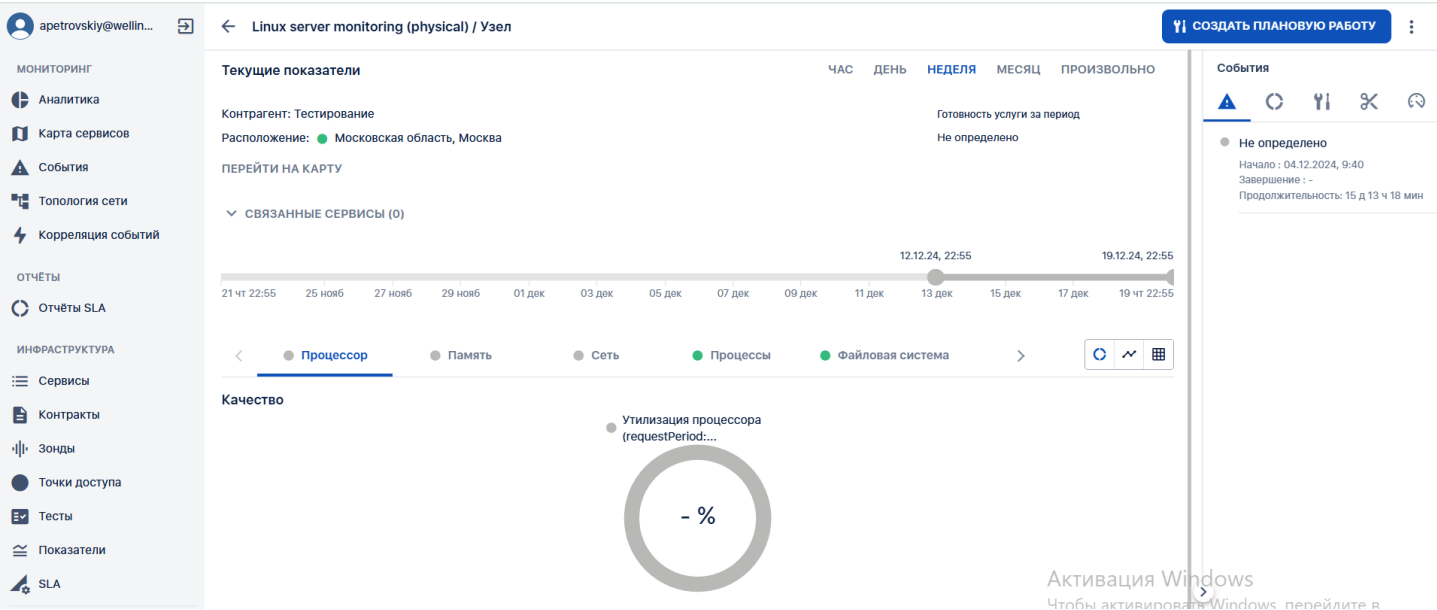 apetrovskiy@wellin...
МОНИТОРИНГ
Аналитика
Карта сервисов
События
Топология сети
Корреляция событий
ОТЧЁТЫ
Отчёты SLA
ИНФРАСТРУКТУРА
Сервисы
Контракты
Зонды
Точки доступа
Тесты
Показатели
SLA
Linux server monitoring (physical) / Узел
СОЗДАТЬ ПЛАНОВУЮ РАБОТУ
Текущие показатели
ЧАС ДЕНЬ НЕДЕЛЯ МЕСЯЦ ПРОИЗВОЛЬНО
Контрагент: Тестирование
Готовность услуги за период
Расположение: Московская область, Москва
Не определено
ПЕРЕЙТИ НА КАРТУ
СВЯЗАННЫЕ СЕРВИСЫ (0)
12.12.24, 22:55 19.12.24, 22:55
21 чт 22:55 25 нояб 27 нояб 29 нояб 01 дек 03 дек 05 дек 07 дек 09 дек 11 дек 13 дек 15 дек 17 дек 19 чт 22:55
Процессор Память Сеть Процессы Файловая система
Качество
Утилизация процессора
(requestPeriod:...
- %
События
Не определено
Начало : 04.12.2024, 9:40
Завершение : -
Продолжительность: 15 д 13 ч 18 мин
Активация Windows
Чтобы активировать Windows, перейдите в